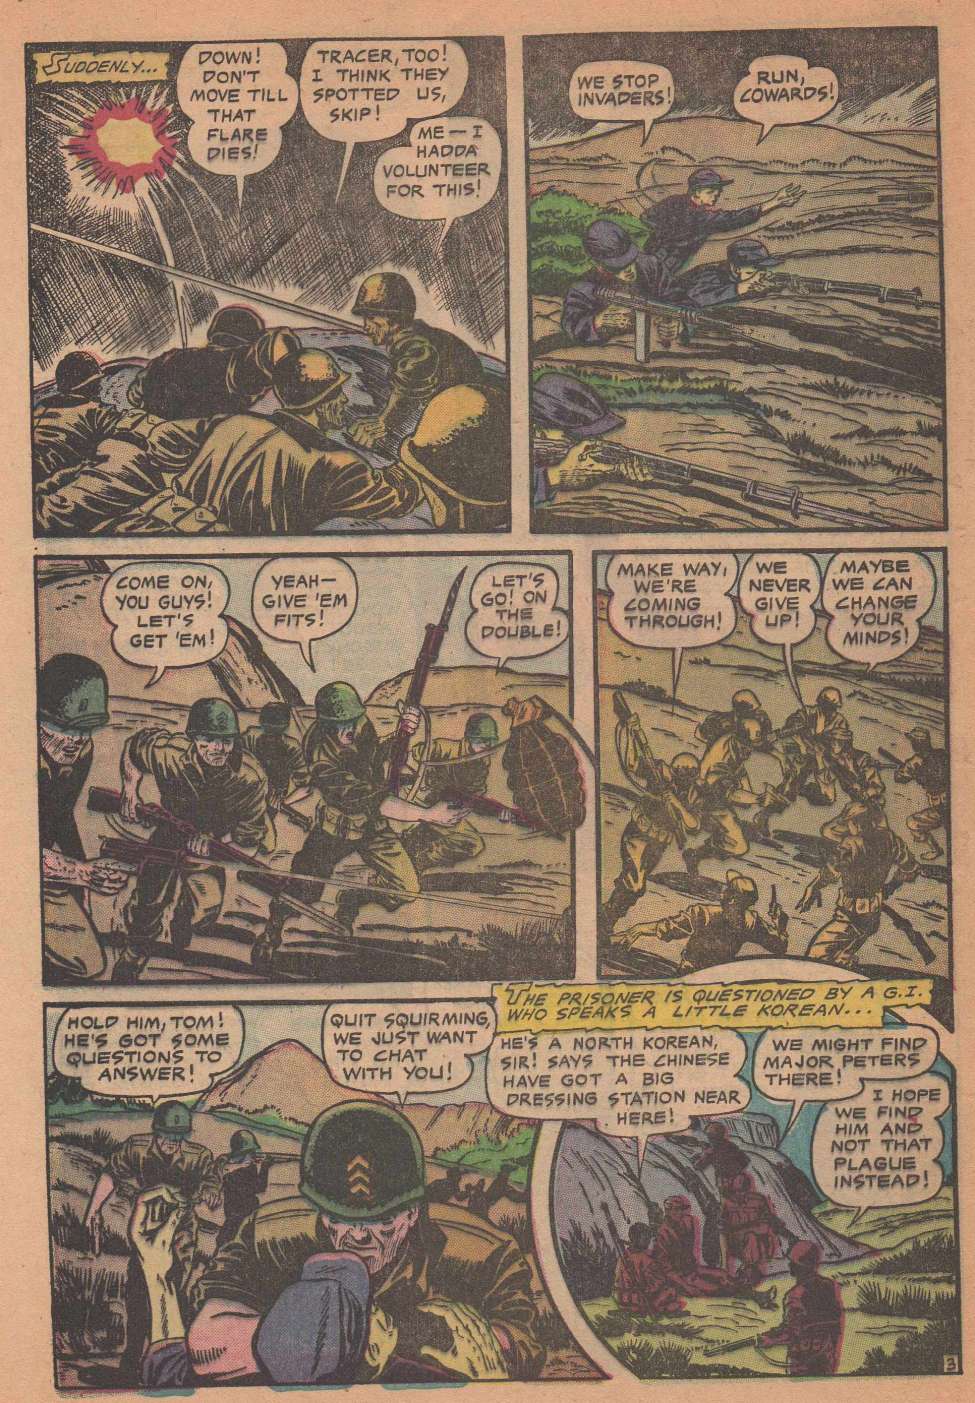 SUDDENLY...
DOWN!
DON'T
MOVE TILL
THAT
FLARE
DIES!
TRACER, TOO!
I THINK THEY
SPOTTED US,
SKIP!
ME — I
HADDA
VOLUNTEER
FOR THIS!
WE STOP
INVADERS!
RUN,
COWARDS!
COME ON,
YOU GUYS!
LET'S
GET 'EM!
YEAH—
GIVE 'EM
FITS!
LET'S
GO! ON
THE
DOUBLE!
MAKE WAY,
WE'RE
COMING
THROUGH!
WE
NEVER
GIVE
UP!
MAYBE
WE CAN
CHANGE
YOUR
MINDS!
HOLD HIM, TOM!
HE'S GOT SOME
QUESTIONS TO
ANSWER!
QUIT SQUIRMING,
WE JUST WANT
TO CHAT
WITH YOU!
THE PRISONER IS QUESTIONED BY A G.I.
WHO SPEAKS A LITTLE KOREAN...
HE'S A NORTH KOREAN,
SIR! SAYS THE CHINESE
HAVE GOT A BIG
DRESSING STATION NEAR
HERE!
WE MIGHT FIND
MAJOR PETERS
THERE!
I HOPE
WE FIND
HIM AND
NOT THAT
PLAGUE
INSTEAD!
3